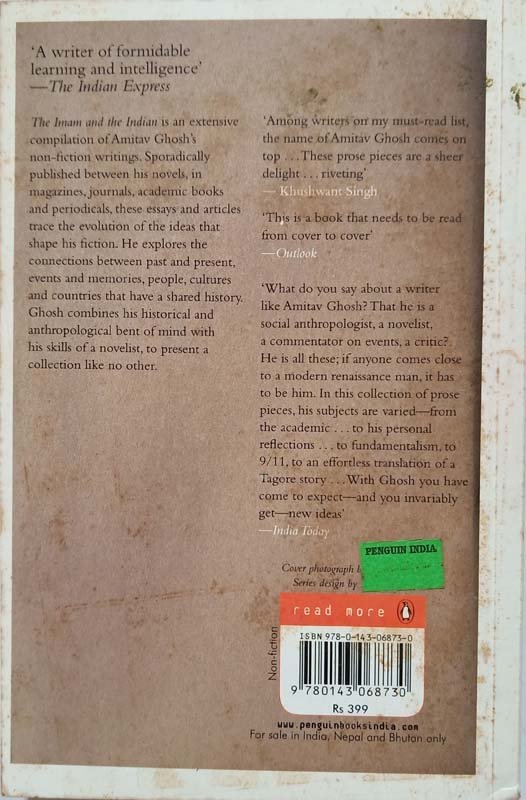 ‘A writer of formidable
learning and intelligence’
—The Indian Express
The Imam and the Indian is an extensive
compilation of Amitav Ghosh’s
non-fiction writings. Sporadically
published between his novels, in
magazines, journals, academic books
and periodicals, these essays and articles
trace the evolution of the ideas that
shape his fiction. He explores the
connections between past and present,
events and memories, people, cultures
and countries that have a shared history.
Ghosh combines his historical and
anthropological bent of mind with
his skills of a novelist, to present a
collection like no other.
‘Among writers on my must-read list,
the name of Amitav Ghosh comes on
top . . . These prose pieces are a sheer
delight . . . riveting’
— Khushwant Singh
‘This is a book that needs to be read
from cover to cover’
—Outlook
‘What do you say about a writer
like Amitav Ghosh? That he is a
social anthropologist, a novelist,
a commentator on events, a critic?
He is all these; if anyone comes close
to a modern renaissance man, it has
to be him. In this collection of prose
pieces, his subjects are varied—from
the academic . . . to his personal
reflections . . . to fundamentalism, to
9/11, to an effortless translation of a
Tagore story . . . With Ghosh you have
come to expect—and you invariably
get—new ideas’
—India Today
PENGUIN INDIA
Cover photograph
Series design by
read more
Non-fiction
ISBN 978-0-143-06873-0
9 780143 068730
Rs 399
www.penguinbooksindia.com
For sale in India, Nepal and Bhutan only